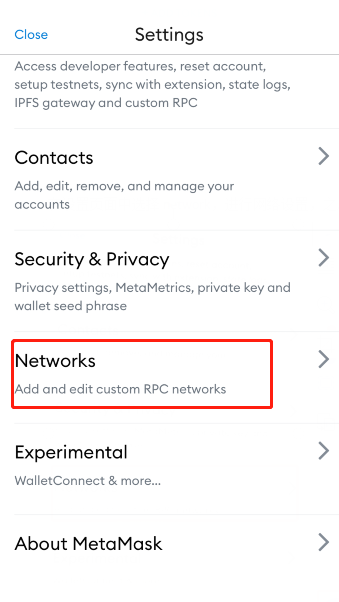 Close
Settings
Access developer features, reset account,
setup testnets, sync with extension, state logs,
IPFS gateway and custom RPC
Contacts
Add, edit, remove, and manage your
accounts
Security & Privacy
Privacy settings, MetaMetrics, private key and
wallet seed phrase
Networks
Add and edit custom RPC networks
Experimental
WalletConnect & more...
About MetaMask